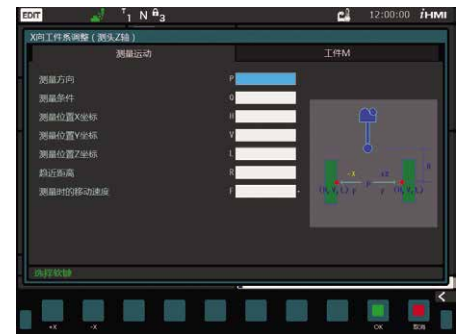 EDIT T1 N 3 12:00:00 iHMI
X向工件系调整(测头Z轴)
测量运动 工件M
测量方向 P
测量条件 Q
测量位置X坐标 H
测量位置Y坐标 V
测量位置Z坐标 L
趋近距离 R
测量时的移动速度 F
-X +X
R
(H,V,L) F F (H,V,L)
选择软键
+X -X OK 取消